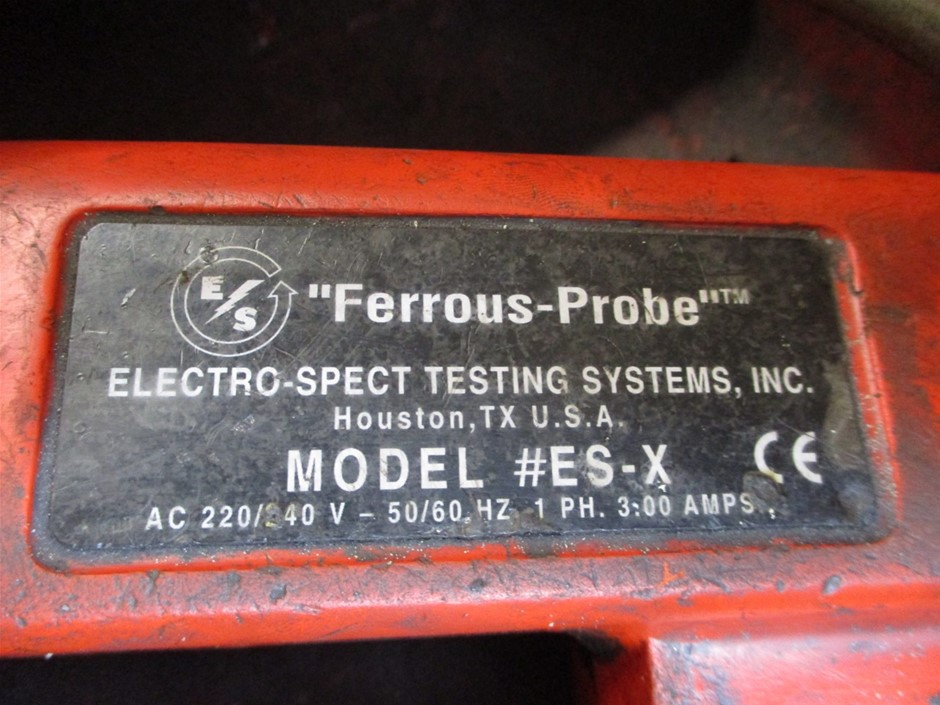 E S "Ferrous-Probe"™
ELECTRO-SPECT TESTING SYSTEMS, INC.
Houston, TX U.S.A.
MODEL #ES-X CE
AC 220/240 V - 50/60 HZ 1 PH. 3.00 AMPS